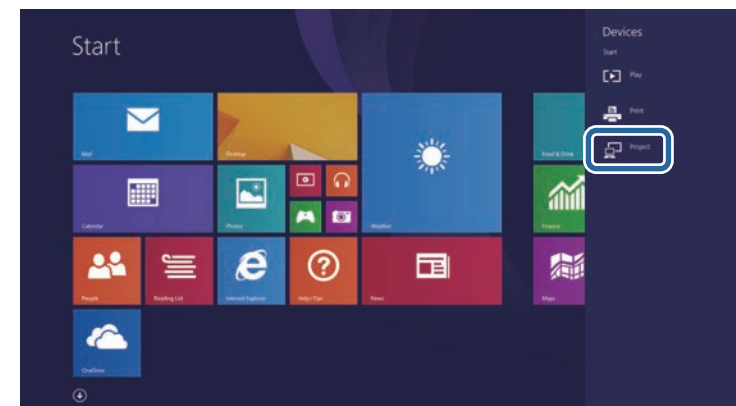 Start
Devices
Start
Play
Print
Project
Mail
Desktop
Food & Drink
Calendar
Photos
Weather
Finance
People
Reading List
Internet Explorer
Help+Tips
News
Maps
OneDrive